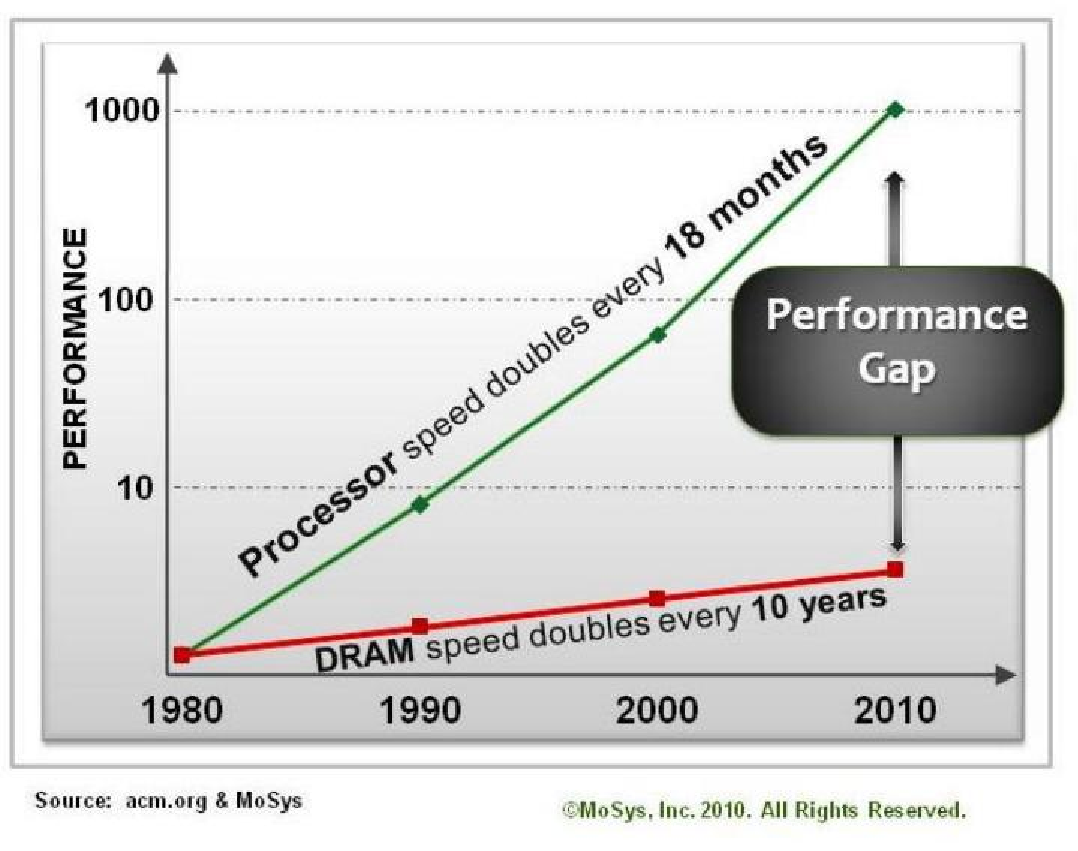 1000
100
10
PERFORMANCE
Processor speed doubles every 18 months
Performance
Gap
DRAM speed doubles every 10 years
1980 1990 2000 2010
Source: acm.org & MoSys
©MoSys, Inc. 2010. All Rights Reserved.